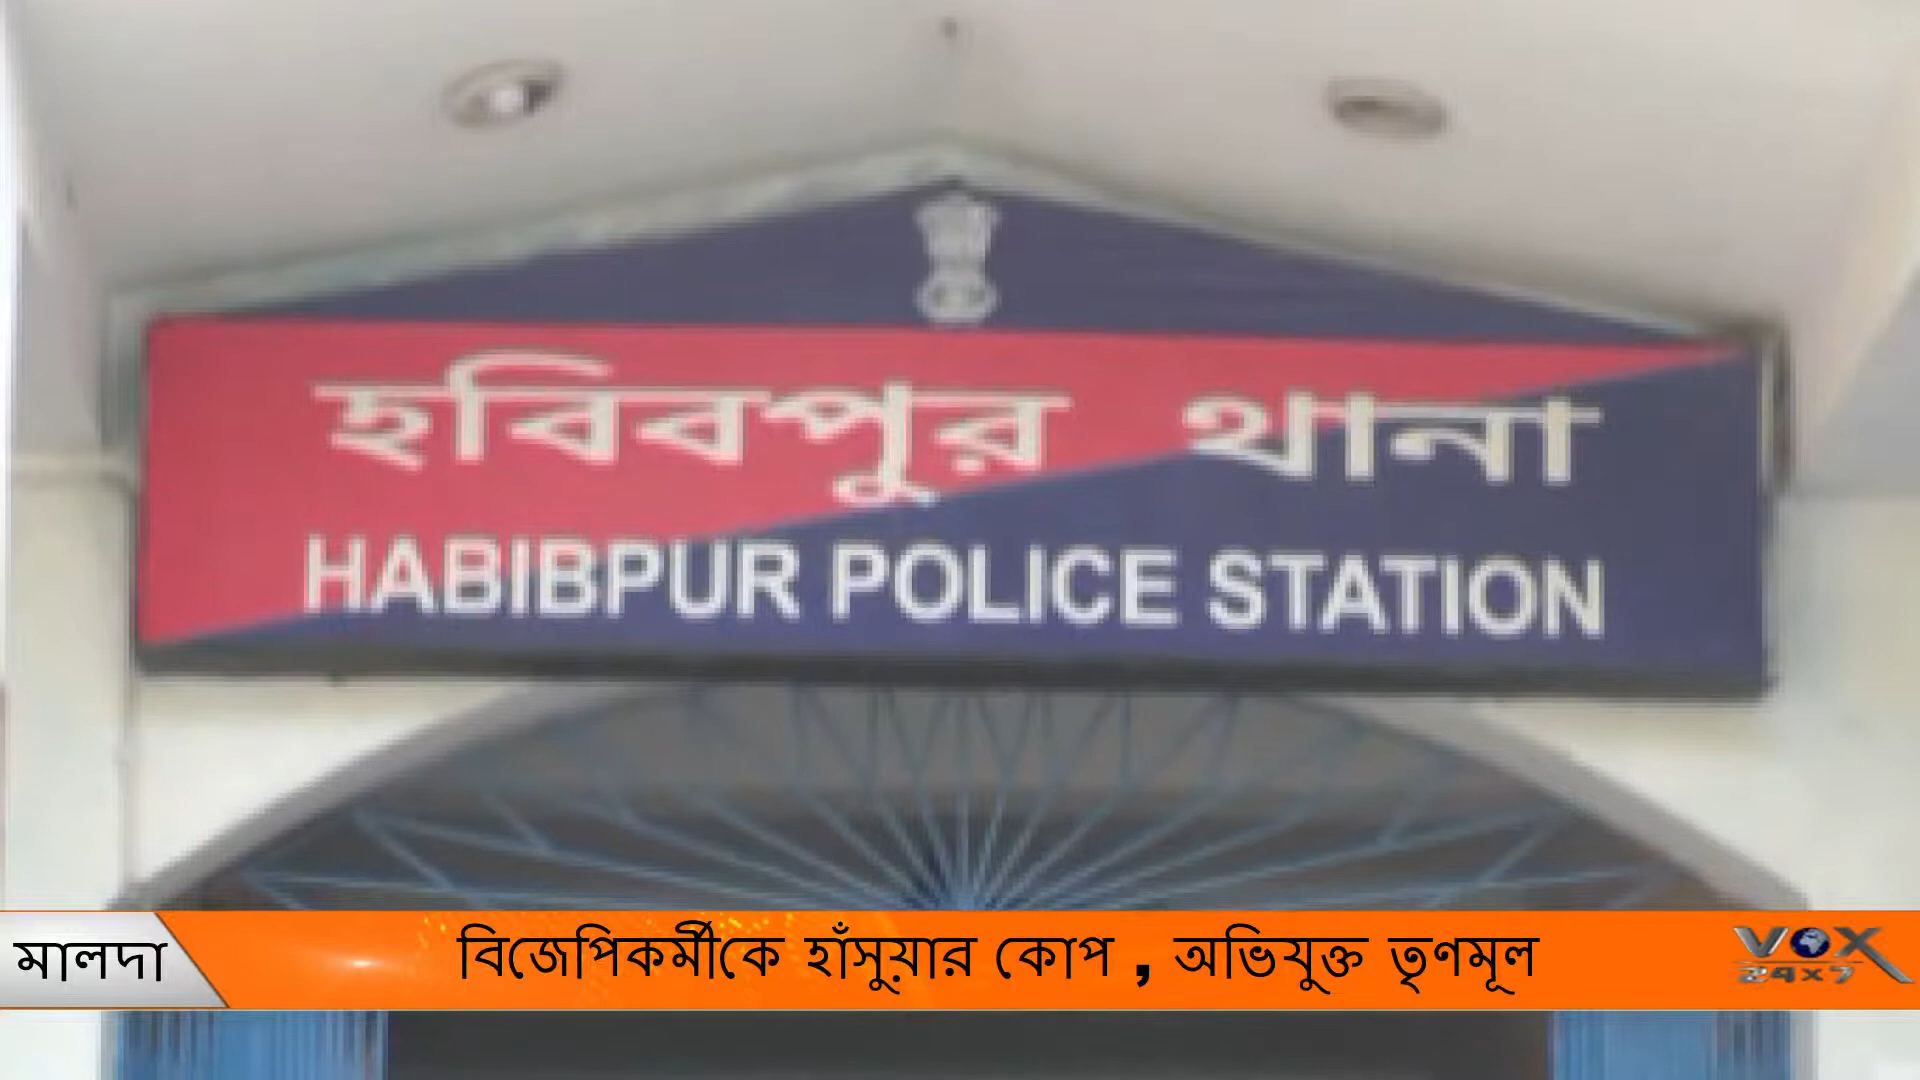 হবিবপুর থানা
HABIBPUR POLICE STATION
মালদা
বিজেপিকর্মীকে হাঁসুয়ার কোপ , অভিযুক্ত তৃণমূল
VOX
24x7